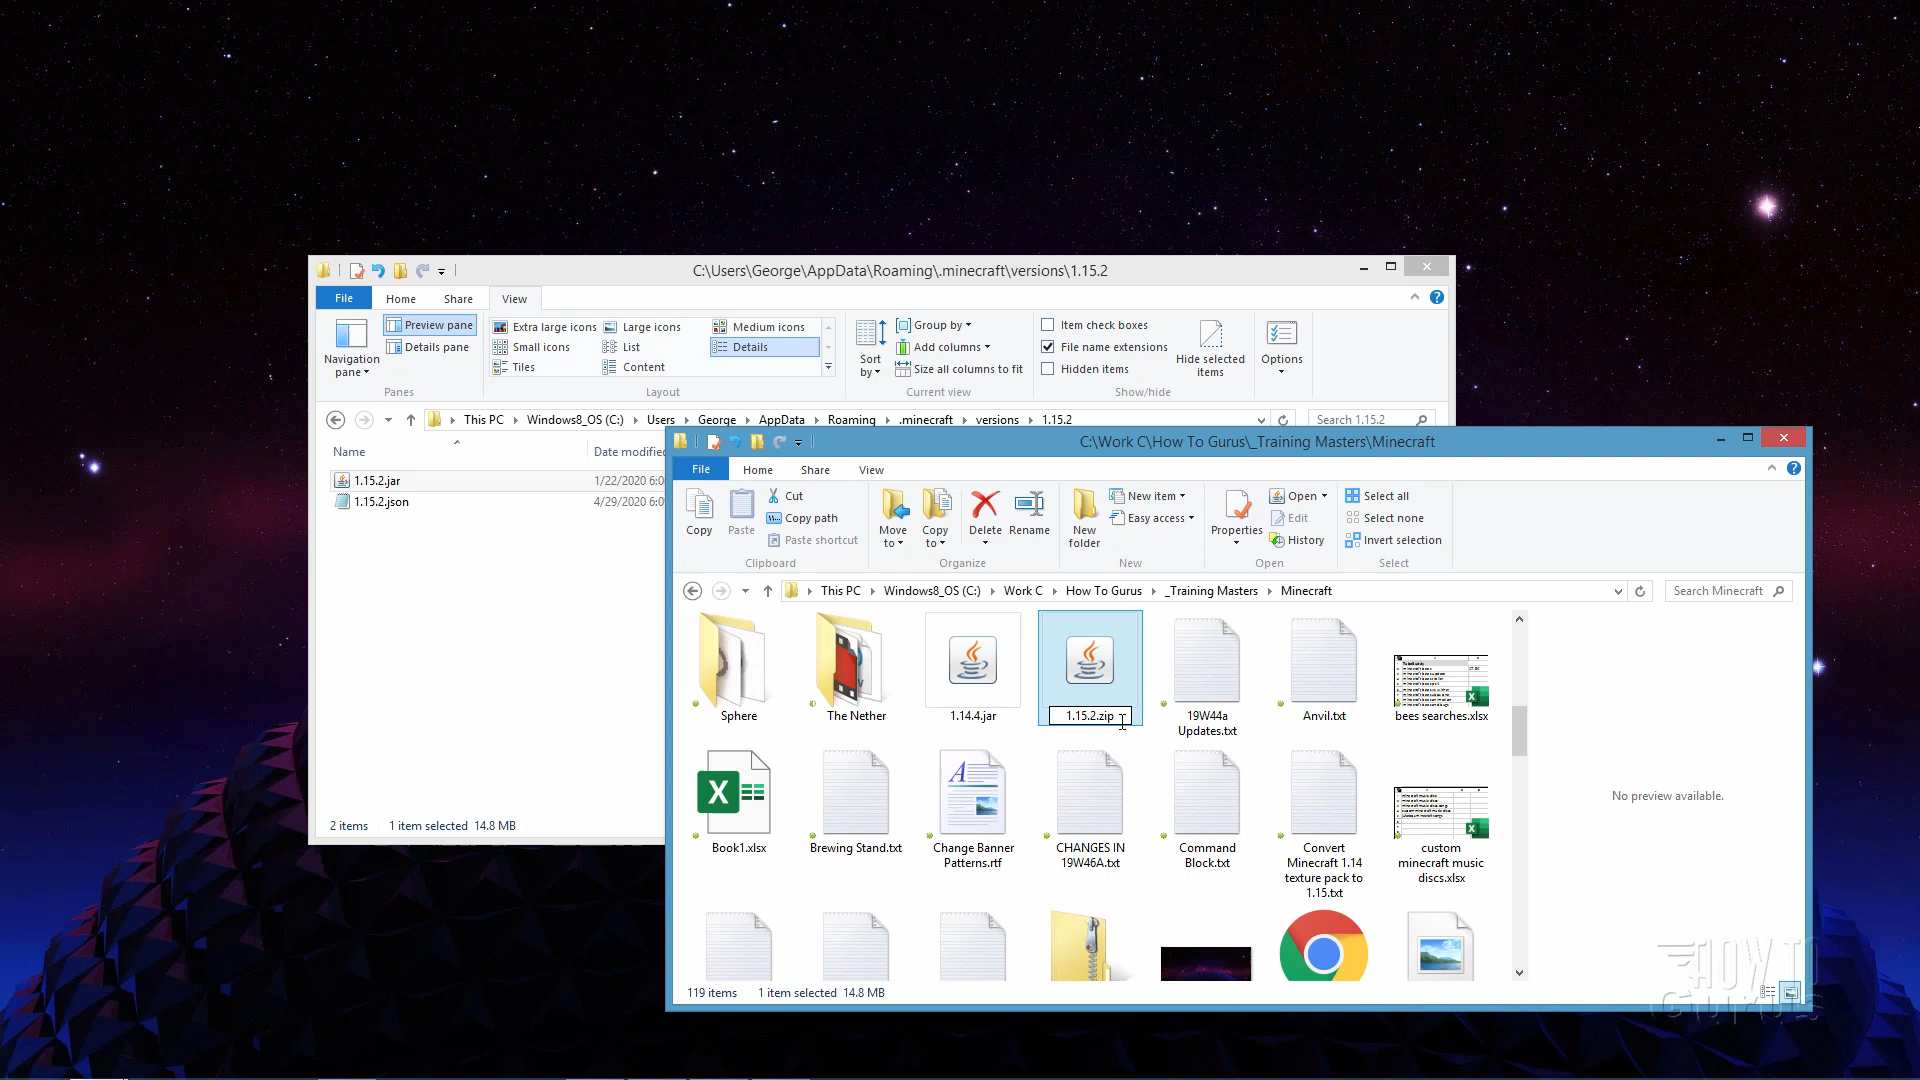 C:\Users\George\AppData\Roaming\.minecraft\versions\1.15.2
File Home Share View
Navigation pane
Preview pane
Details pane
Panes
Extra large icons Large icons Medium icons
Small icons List Details
Tiles Content
Layout
Sort by
Group by
Add columns
Size all columns to fit
Current view
Item check boxes
File name extensions
Hidden items
Hide selected items
Show/hide
Options
This PC Windows8_OS (C:) Users George AppData Roaming .minecraft versions 1.15.2
Search 1.15.2
Name Date modified
1.15.2.jar 1/22/2020 6:0
1.15.2.json 4/29/2020 6:0
2 items 1 item selected 14.8 MB
C:\Work C\How To Gurus\_Training Masters\Minecraft
File Home Share View
Copy Paste
Cut
Copy path
Paste shortcut
Clipboard
Move to
Copy to
Delete
Rename
Organize
New folder
New item
Easy access
New
Properties
Open
Edit
History
Open
Select all
Select none
Invert selection
Select
This PC Windows8_OS (C:) Work C How To Gurus _Training Masters Minecraft
Search Minecraft
Sphere
The Nether
1.14.4.jar
1.15.2.zip
19W44a
Updates.txt
Anvil.txt
bees searches.xlsx
Book1.xlsx
Brewing Stand.txt
Change Banner
Patterns.rtf
CHANGES IN
19W46A.txt
Command
Block.txt
Convert
Minecraft 1.14
texture pack to
1.15.txt
custom
minecraft music
discs.xlsx
No preview available.
119 items 1 item selected 14.8 MB
HOW TO
GURUS